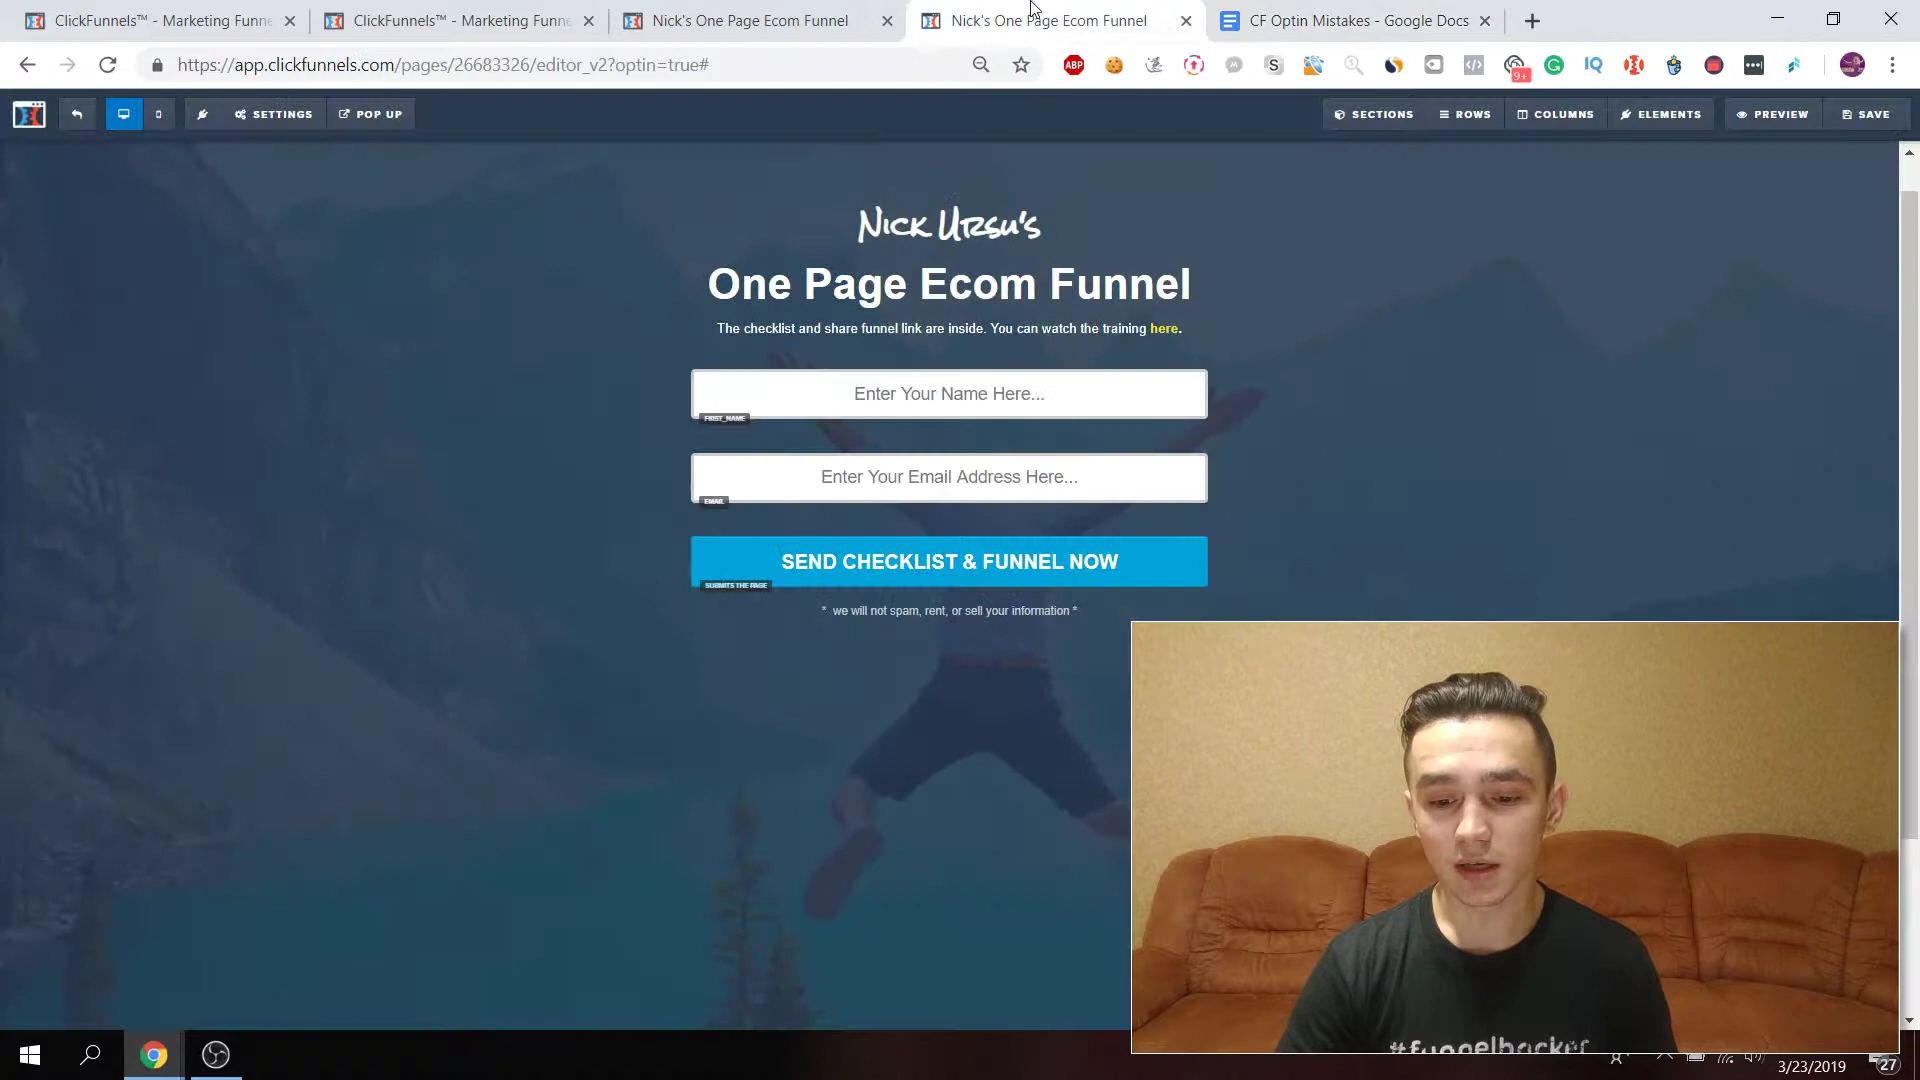 ClickFunnels™ - Marketing Funne
ClickFunnels™ - Marketing Funne
Nick's One Page Ecom Funnel
Nick's One Page Ecom Funnel
CF Optin Mistakes - Google Docs
https://app.clickfunnels.com/pages/26683326/editor_v2?optin=true#
ABP
S
9+
IQ
SETTINGS
POP UP
SECTIONS
ROWS
COLUMNS
ELEMENTS
PREVIEW
SAVE
Nick Ursu's
One Page Ecom Funnel
The checklist and share funnel link are inside. You can watch the training here.
Enter Your Name Here...
FIRST_NAME
Enter Your Email Address Here...
EMAIL
SEND CHECKLIST & FUNNEL NOW
SUBMITS THE PAGE
* we will not spam, rent, or sell your information *
#funnelhacker
3/23/2019
27